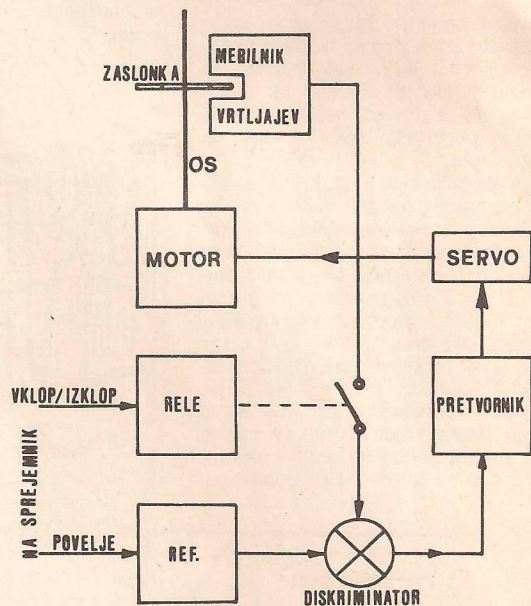 ZASLONKA
MERILNIK
VRTLJAJEV
OS
MOTOR
SERVO
VKLOP/IZKLOP
RELE
PRETVORNIK
NA SPREJEMNIK
POVELJE
REF.
DISKRIMINATOR